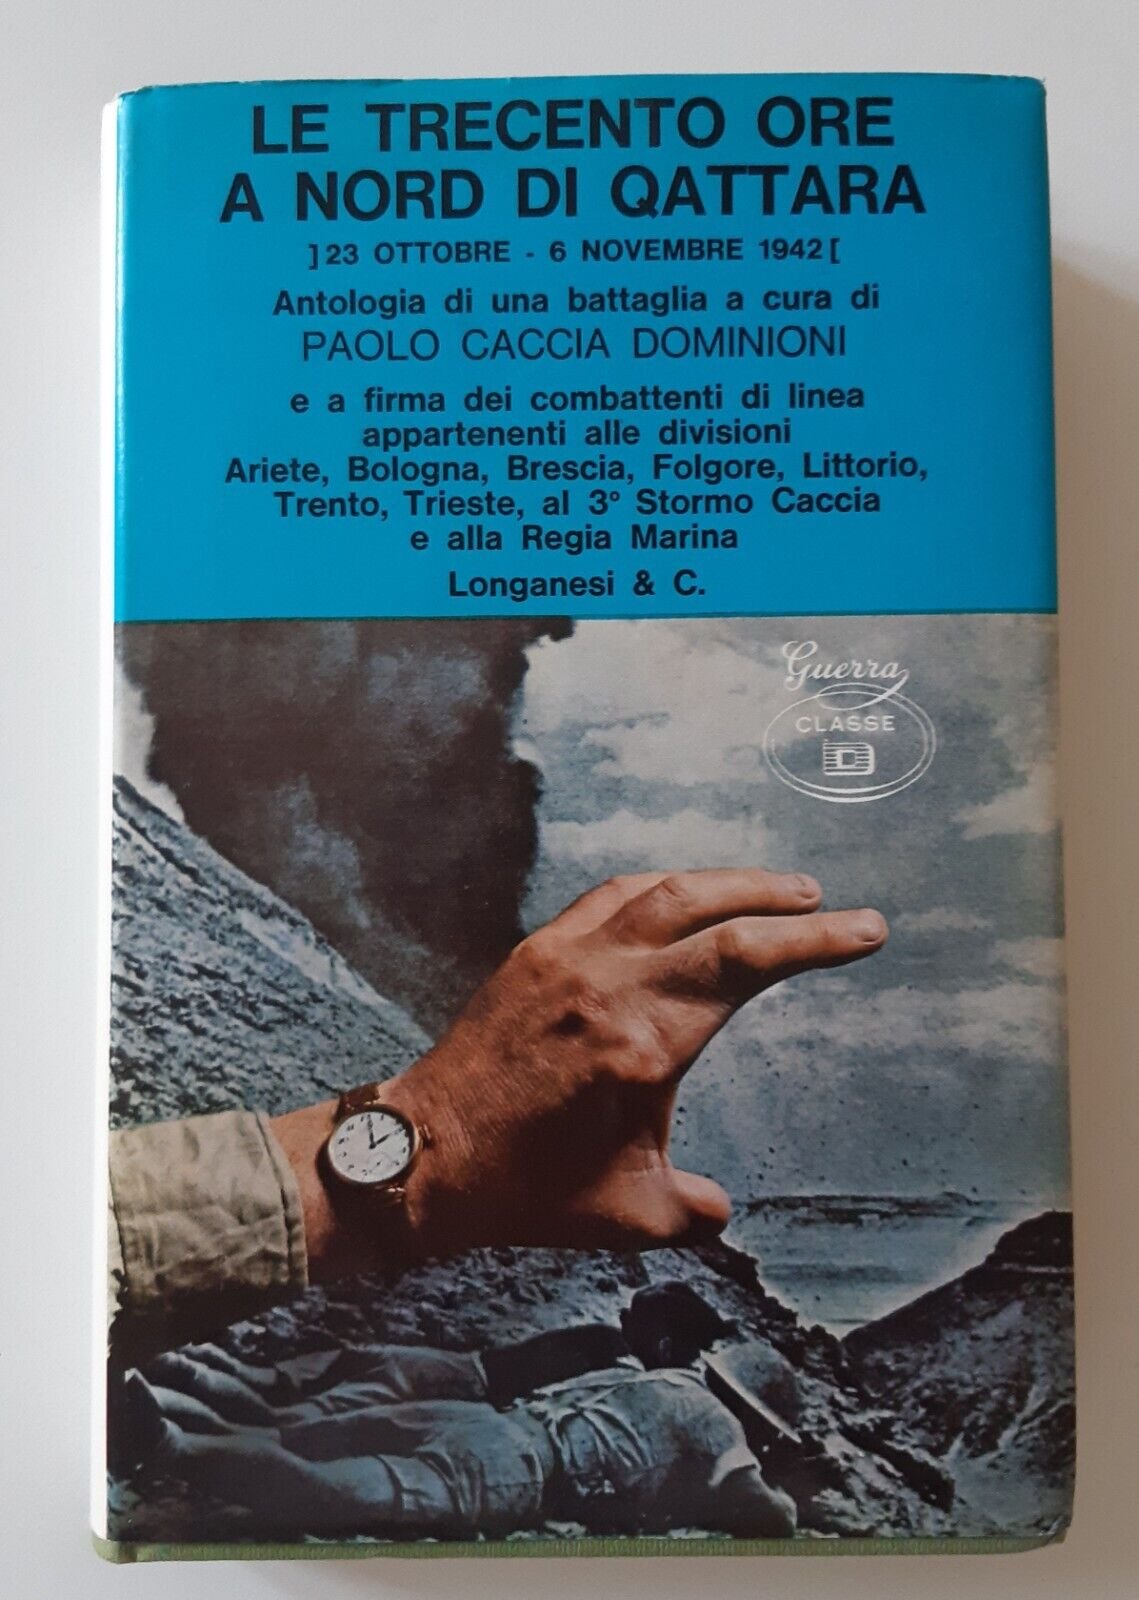 LE TRECENTO ORE
A NORD DI QATTARA
]23 OTTOBRE - 6 NOVEMBRE 1942[
Antologia di una battaglia a cura di
PAOLO CACCIA DOMINIONI
e a firma dei combattenti di linea
appartenenti alle divisioni
Ariete, Bologna, Brescia, Folgore, Littorio,
Trento, Trieste, al 3° Stormo Caccia
e alla Regia Marina
Longanesi & C.
Guerra
CLASSE
D